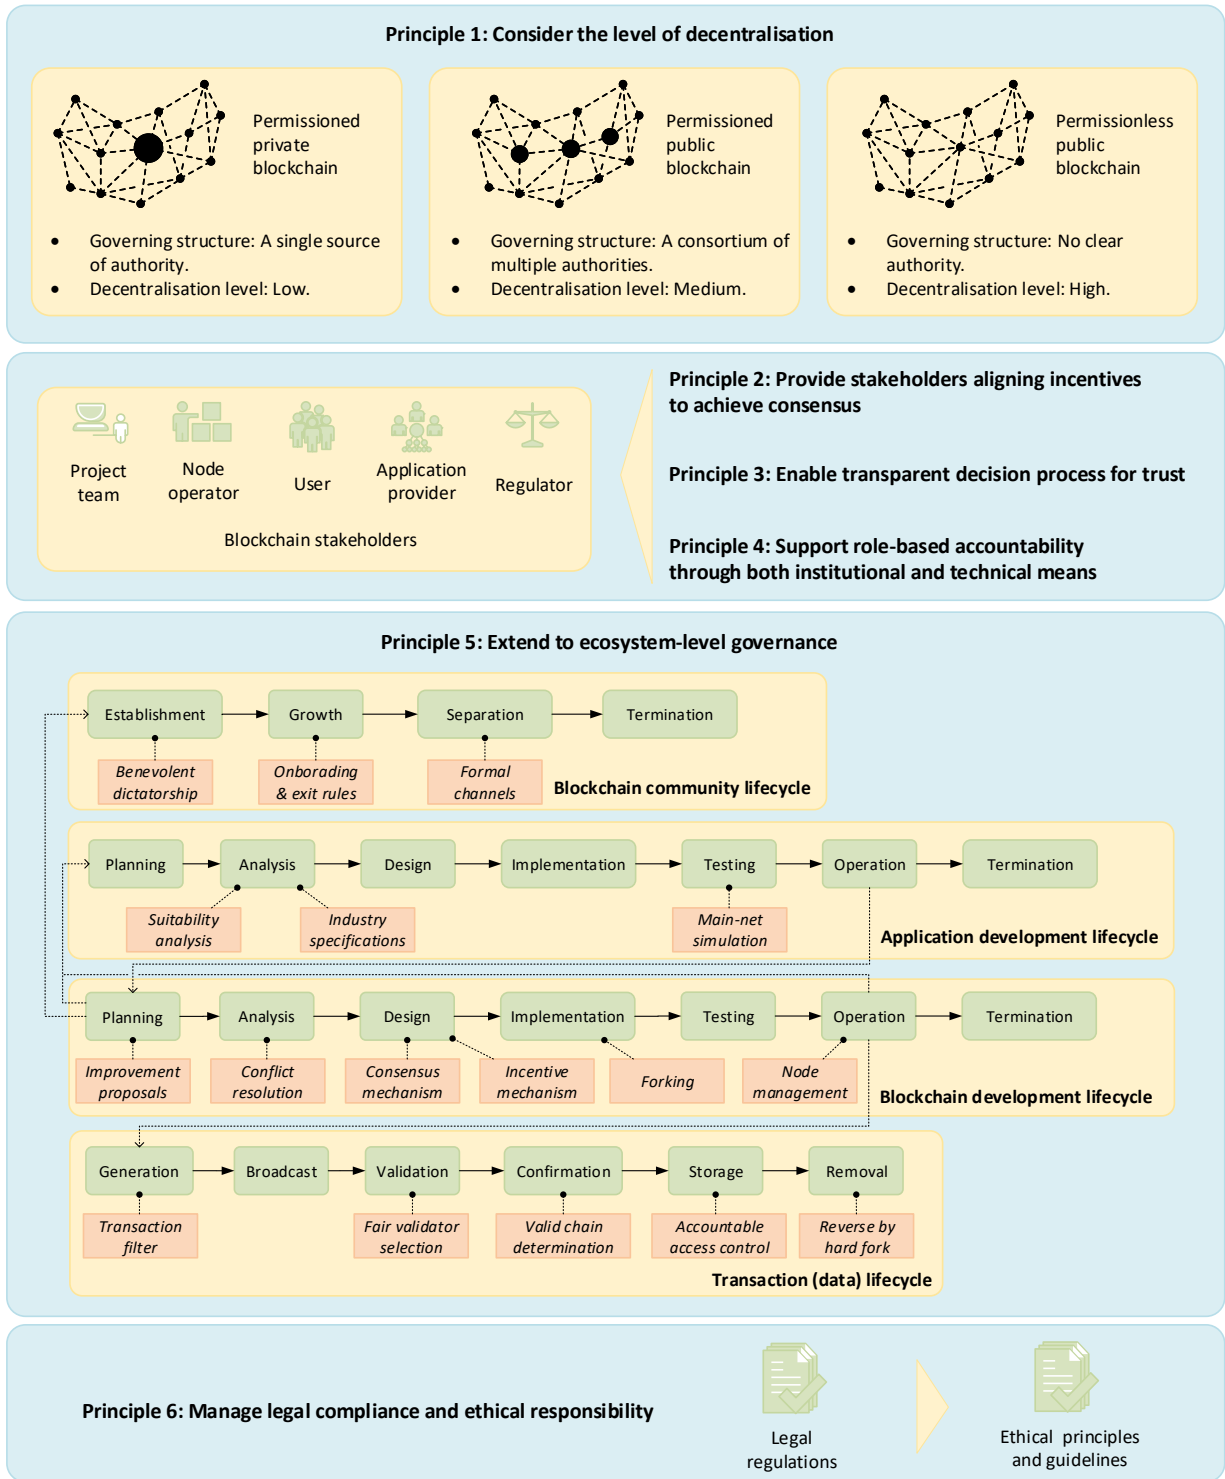 Principle 1: Consider the level of decentralisation
Permissioned
private
blockchain
• Governing structure: A single source
of authority.
• Decentralisation level: Low.
Permissioned
public
blockchain
• Governing structure: A consortium of
multiple authorities.
• Decentralisation level: Medium.
Permissionless
public
blockchain
• Governing structure: No clear
authority.
• Decentralisation level: High.
Project
team
Node
operator
User
Application
provider
Regulator
Blockchain stakeholders
Principle 2: Provide stakeholders aligning incentives
to achieve consensus
Principle 3: Enable transparent decision process for trust
Principle 4: Support role-based accountability
through both institutional and technical means
Principle 5: Extend to ecosystem-level governance
Establishment
Growth
Separation
Termination
Benevolent
dictatorship
Onborading
& exit rules
Formal
channels
Blockchain community lifecycle
Planning
Analysis
Design
Implementation
Testing
Operation
Termination
Suitability
analysis
Industry
specifications
Main-net
simulation
Application development lifecycle
Planning
Analysis
Design
Implementation
Testing
Operation
Termination
Improvement
proposals
Conflict
resolution
Consensus
mechanism
Incentive
mechanism
Forking
Node
management
Blockchain development lifecycle
Generation
Broadcast
Validation
Confirmation
Storage
Removal
Transaction
filter
Fair validator
selection
Valid chain
determination
Accountable
access control
Reverse by
hard fork
Transaction (data) lifecycle
Principle 6: Manage legal compliance and ethical responsibility
Legal
regulations
Ethical principles
and guidelines